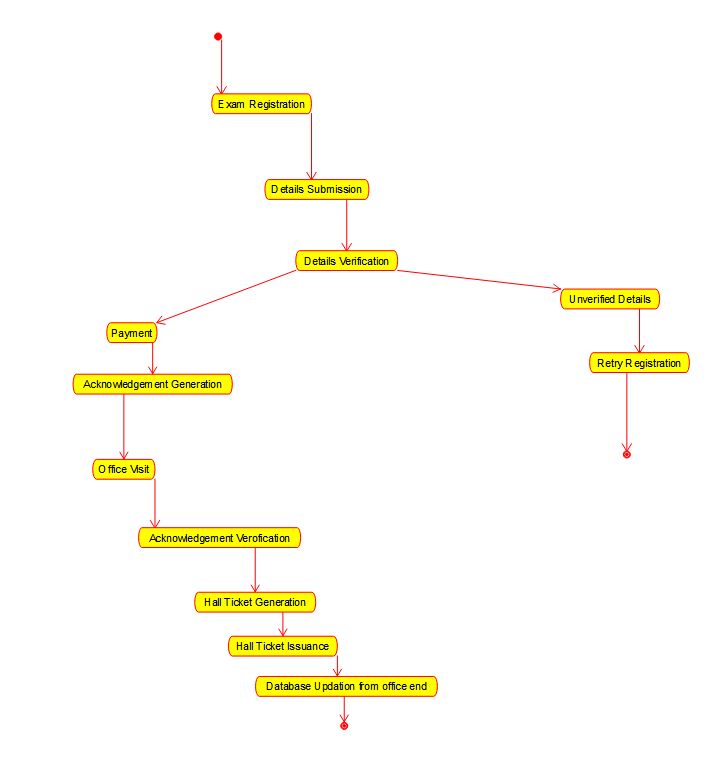 Exam Registration
Details Submission
Details Verification
Unverified Details
Payment
Retry Registration
Acknowledgement Generation
Office Visit
Acknowledgement Verofication
Hall Ticket Generation
Hall Ticket Issuance
Database Updation from office end